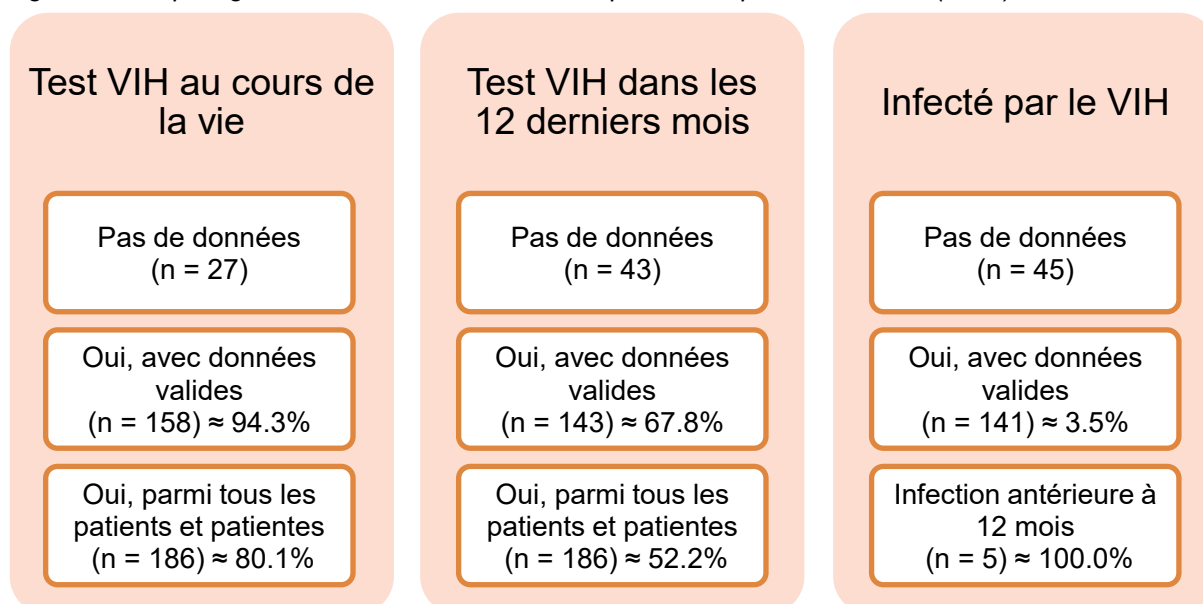 Test VIH au cours de
la vie
Pas de données
(n = 27)
Oui, avec données
valides
(n = 158) ≈ 94.3%
Oui, parmi tous les
patients et patientes
(n = 186) ≈ 80.1%
Test VIH dans les
12 derniers mois
Pas de données
(n = 43)
Oui, avec données
valides
(n = 143) ≈ 67.8%
Oui, parmi tous les
patients et patientes
(n = 186) ≈ 52.2%
Infecté par le VIH
Pas de données
(n = 45)
Oui, avec données
valides
(n = 141) ≈ 3.5%
Infection antérieure à
12 mois
(n = 5) ≈ 100.0%